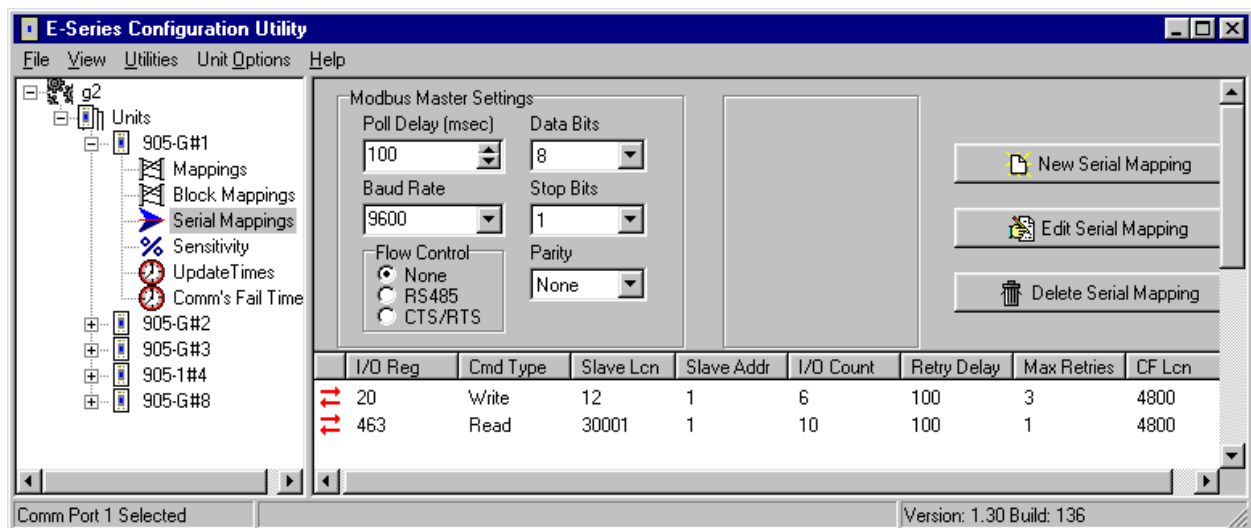 E-Series Configuration Utility
File View Utilities Unit Options Help
g2
Units
905-G#1
Mappings
Block Mappings
Serial Mappings
Sensitivity
UpdateTimes
Comm's Fail Time
905-G#2
905-G#3
905-1#4
905-G#8
Modbus Master Settings
Poll Delay (msec) Data Bits
100 8
Baud Rate Stop Bits
9600 1
Flow Control Parity
None
RS485 None
CTS/RTS
New Serial Mapping
Edit Serial Mapping
Delete Serial Mapping
I/O Reg Cmd Type Slave Lcn Slave Addr I/O Count Retry Delay Max Retries CF Lcn
20 Write 12 1 6 100 3 4800
463 Read 30001 1 10 100 1 4800
Comm Port 1 Selected Version: 1.30 Build: 136